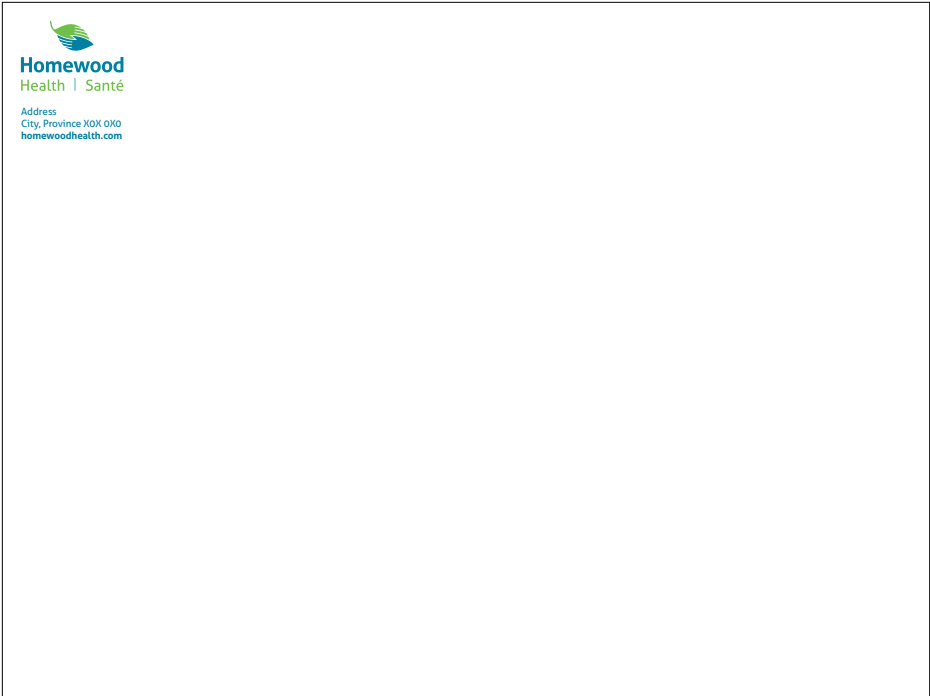 Homewood
Health | Santé
Address
City, Province X0X 0X0
homewoodhealth.com